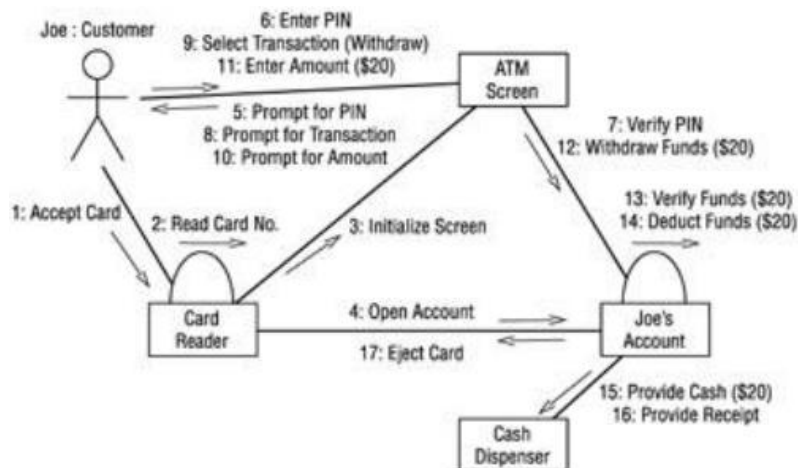 Joe : Customer
6: Enter PIN
9: Select Transaction (Withdraw)
11: Enter Amount ($20)
ATM
Screen
5: Prompt for PIN
8: Prompt for Transaction
10: Prompt for Amount
7: Verify PIN
12: Withdraw Funds ($20)
1: Accept Card
2: Read Card No.
3: Initialize Screen
13: Verify Funds ($20)
14: Deduct Funds ($20)
Card
Reader
4: Open Account
17: Eject Card
Joe's
Account
15: Provide Cash ($20)
16: Provide Receipt
Cash
Dispenser